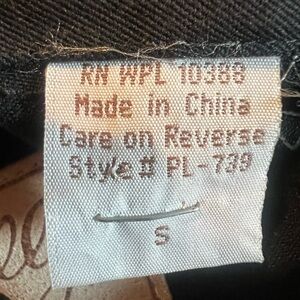 RN WPL 10388
Made in China
Care on Reverse
Style# PL-739
S